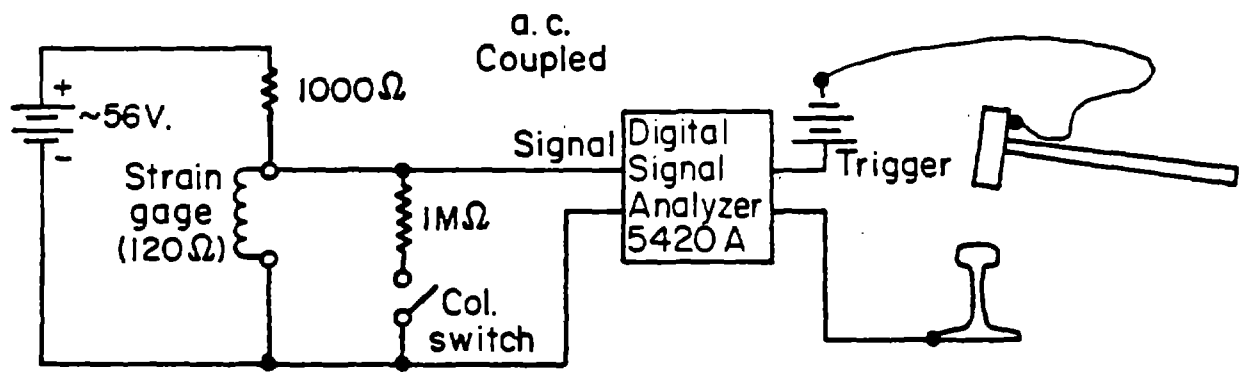 a.c.
Coupled
+
~56V.
-
1000Ω
Strain
gage
(120Ω)
1MΩ
Col.
switch
Signal
Digital
Signal
Analyzer
5420A
Trigger